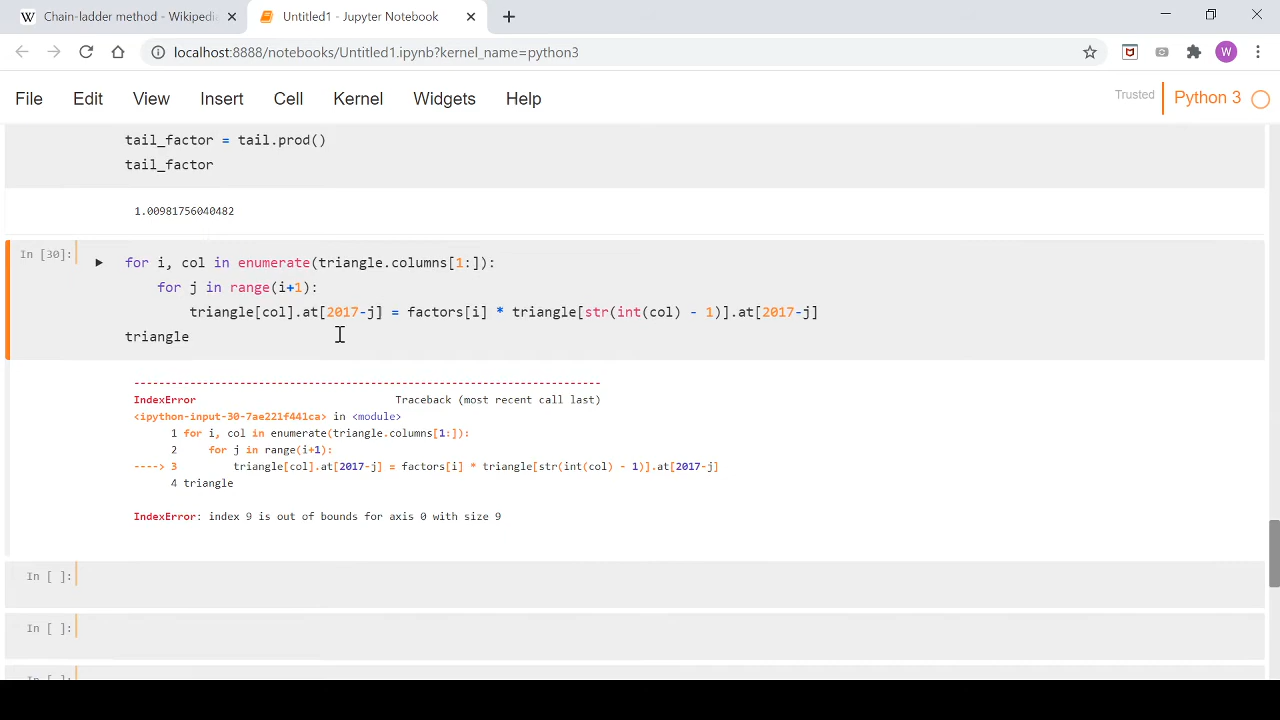 Chain-ladder method - Wikipedi
Untitled1 - Jupyter Notebook
localhost:8888/notebooks/Untitled1.ipynb?kernel_name=python3
W
File Edit View Insert Cell Kernel Widgets Help
Trusted
Python 3
tail_factor = tail.prod()
tail_factor
1.00981756040482
In [30]:
for i, col in enumerate(triangle.columns[1:]):
for j in range(i+1):
triangle[col].at[2017-j] = factors[i] * triangle[str(int(col) - 1)].at[2017-j]
triangle
---------------------------------------------------------------------------
IndexError Traceback (most recent call last)
<ipython-input-30-7ae221f441ca> in <module>
1 for i, col in enumerate(triangle.columns[1:]):
2 for j in range(i+1):
----> 3 triangle[col].at[2017-j] = factors[i] * triangle[str(int(col) - 1)].at[2017-j]
4 triangle
IndexError: index 9 is out of bounds for axis 0 with size 9
In [ ]:
In [ ]: